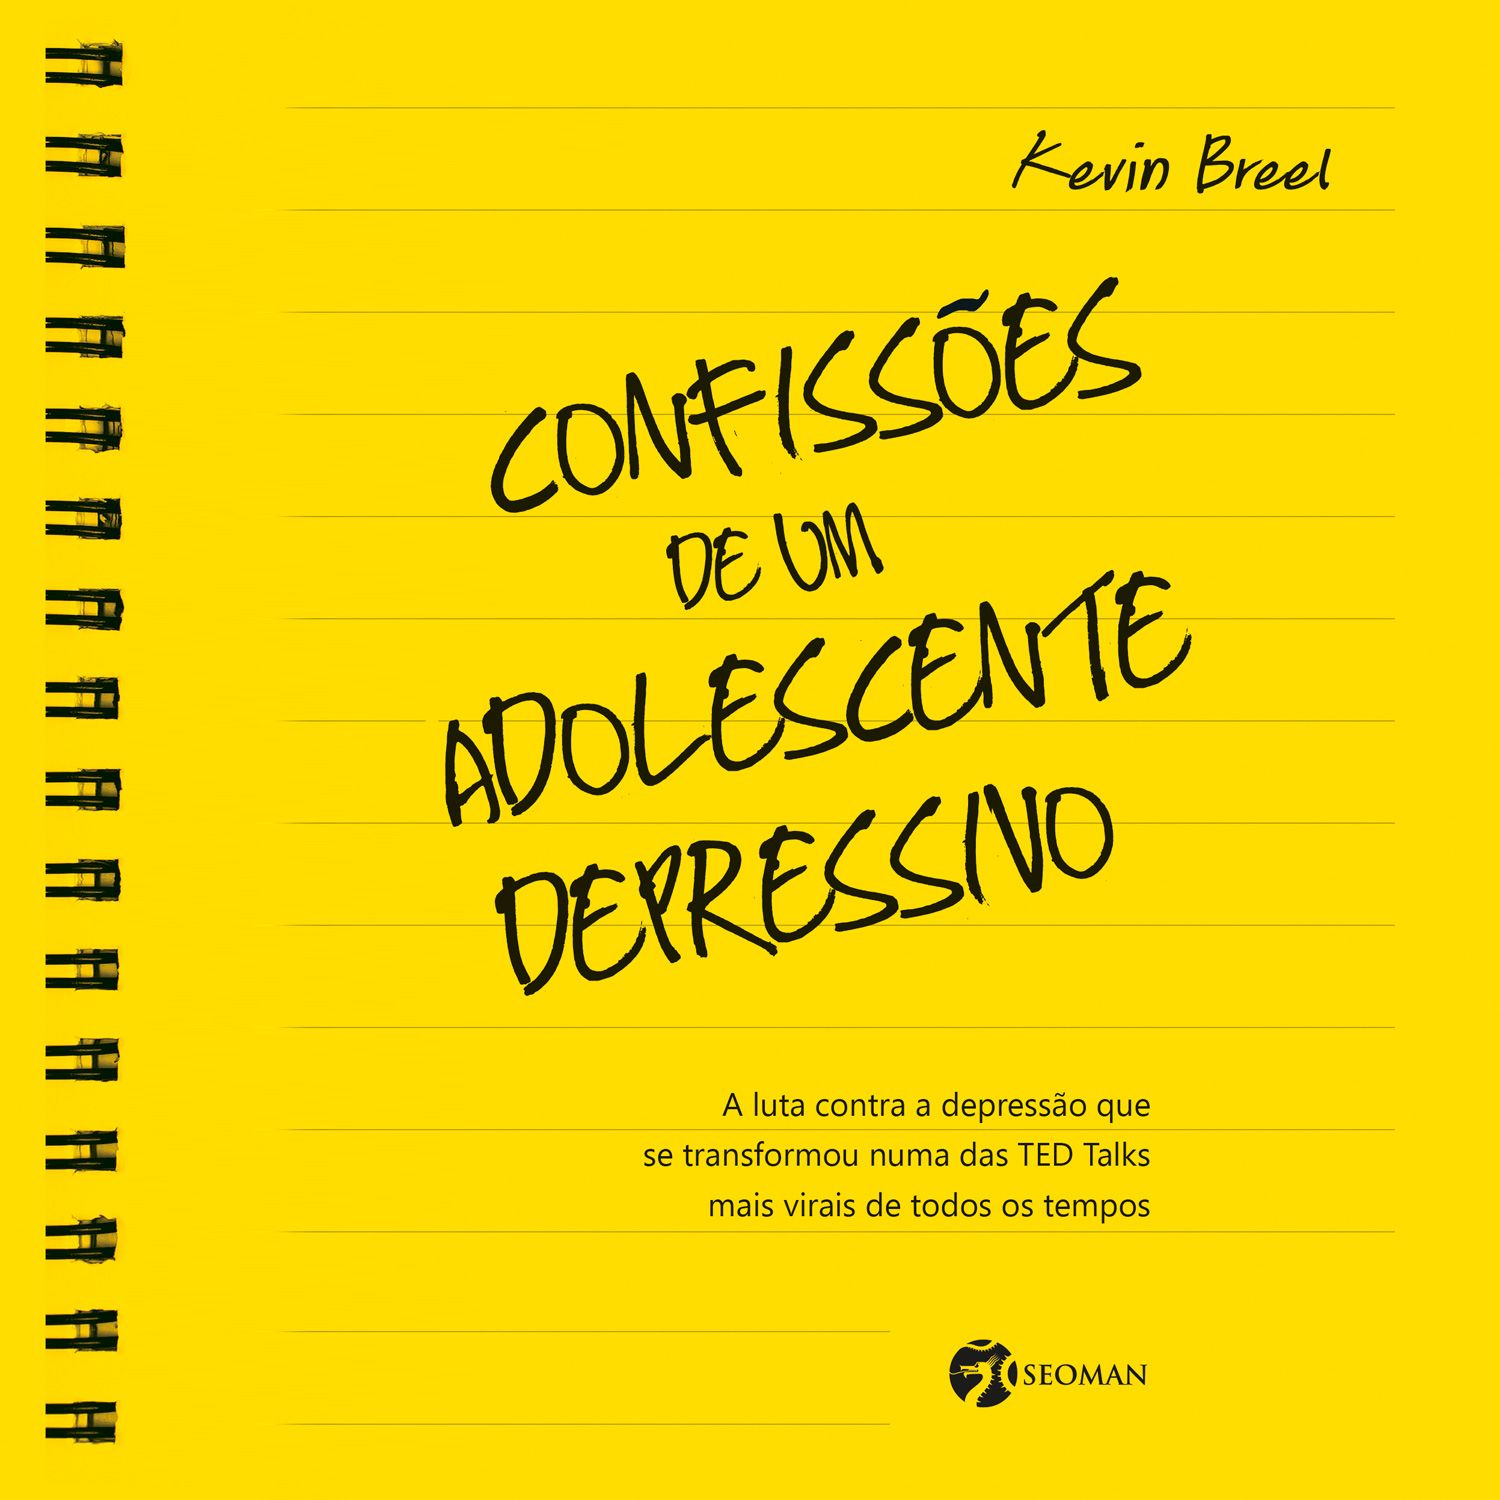 Kevin Breel
CONFISSÕES
DE UM
ADOLESCENTE
DEPRESSIVO
A luta contra a depressão que
se transformou numa das TED Talks
mais virais de todos os tempos
SEOMAN